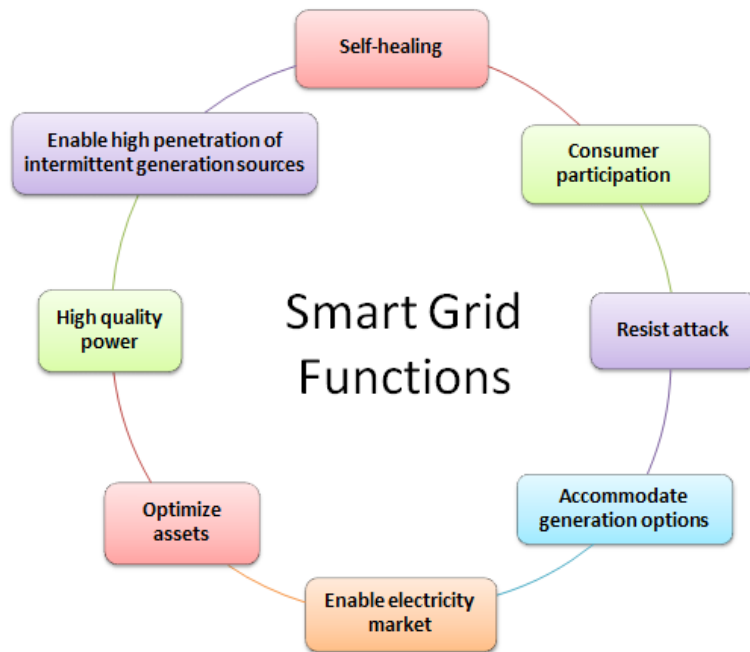 Self-healing
Enable high penetration of
intermittent generation sources
Consumer
participation
High quality
power
Smart Grid
Functions
Resist attack
Optimize
assets
Accommodate
generation options
Enable electricity
market